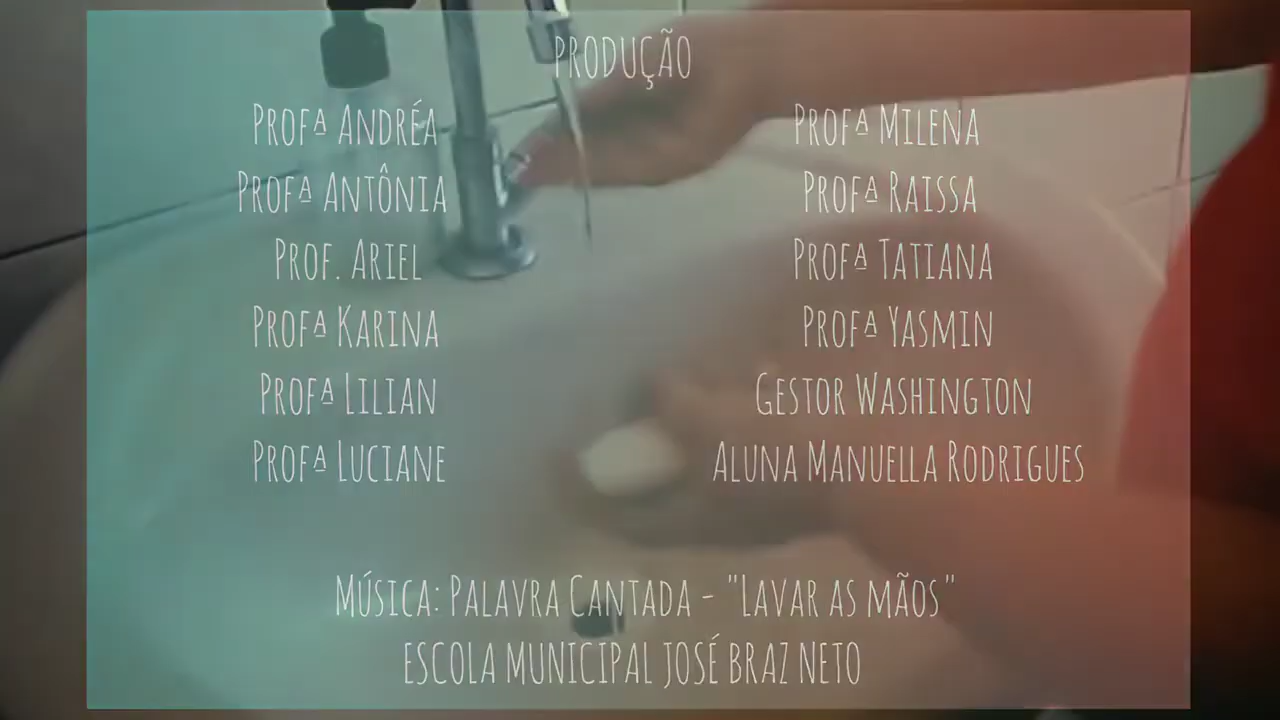 PRODUÇÃO
PROFª ANDRÉA
PROFª ANTÔNIA
PROF. ARIEL
PROFª KARINA
PROFª LILIAN
PROFª LUCIANE
PROFª MILENA
PROFª RAISSA
PROFª TATIANA
PROFª YASMIN
GESTOR WASHINGTON
ALUNA MANUELLA RODRIGUES
MÚSICA: PALAVRA CANTADA - "LAVAR AS MÃOS"
ESCOLA MUNICIPAL JOSÉ BRAZ NETO